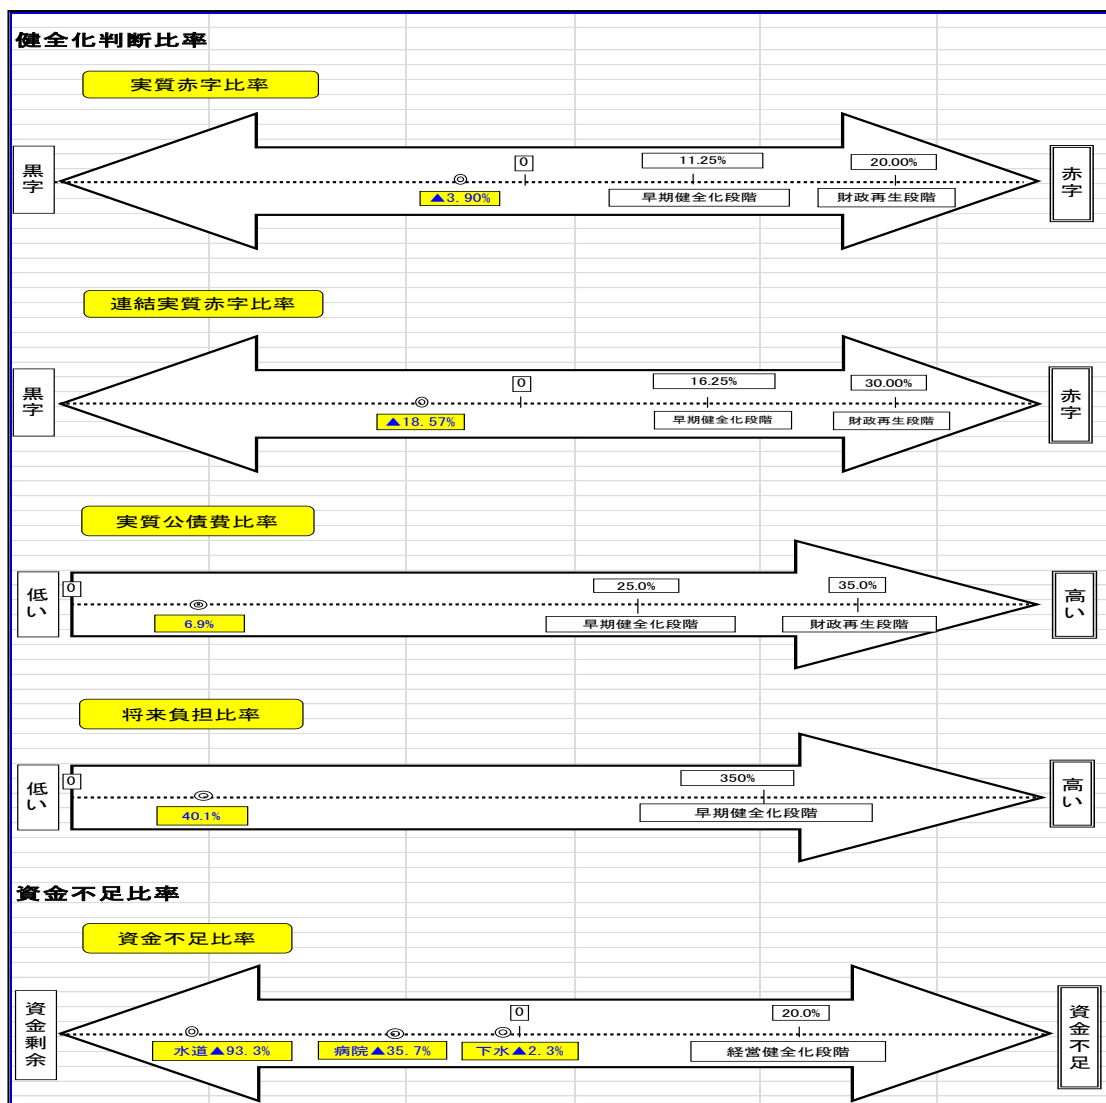 健全化判断比率
実質赤字比率
黒字
0
11.25%
20.00%
赤字
▲3.90%
早期健全化段階
財政再生段階
連結実質赤字比率
黒字
0
16.25%
30.00%
赤字
▲18.57%
早期健全化段階
財政再生段階
実質公債費比率
低い
0
25.0%
35.0%
高い
6.9%
早期健全化段階
財政再生段階
将来負担比率
低い
0
350%
高い
40.1%
早期健全化段階
資金不足比率
資金不足比率
資金剰余
0
20.0%
資金不足
水道▲93.3%
病院▲35.7%
下水▲2.3%
経営健全化段階